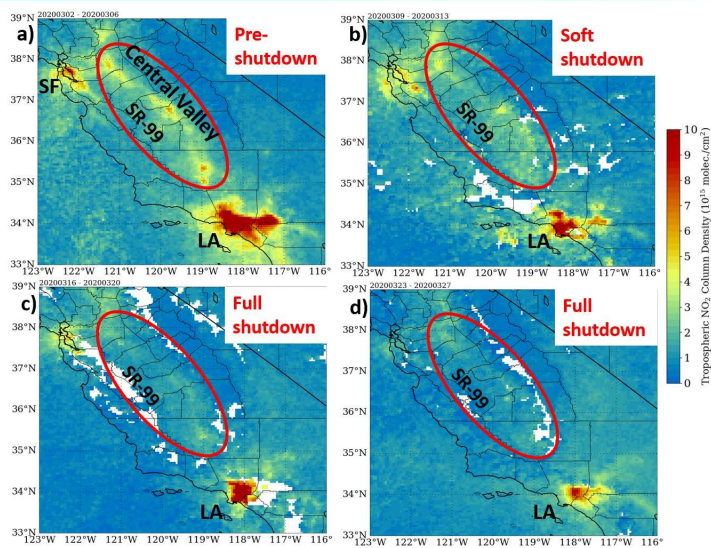 20200302 - 20200306
a)
Pre-
shutdown
SF
Central Valley
SR-99
LA
39°N
38°N
37°N
36°N
35°N
34°N
33°N
123°W 122°W 121°W 120°W 119°W 118°W 117°W 116°
20200309 - 20200313
b)
Soft
shutdown
SR-99
LA
39°N
38°N
37°N
36°N
35°N
34°N
33°N
123°W 122°W 121°W 120°W 119°W 118°W 117°W 116°
20200316 - 20200320
c)
Full
shutdown
SR-99
LA
38°N
37°N
36°N
35°N
34°N
33°N
123°W 122°W 121°W 120°W 119°W 118°W 117°W 116°
20200323 - 20200327
d)
Full
shutdown
SR-99
LA
38°N
37°N
36°N
35°N
34°N
33°N
123°W 122°W 121°W 120°W 119°W 118°W 117°W 116°
10
9
8
7
6
5
4
3
2
1
0
Tropospheric NO₂ Column Density (10¹⁵ molec./cm²)